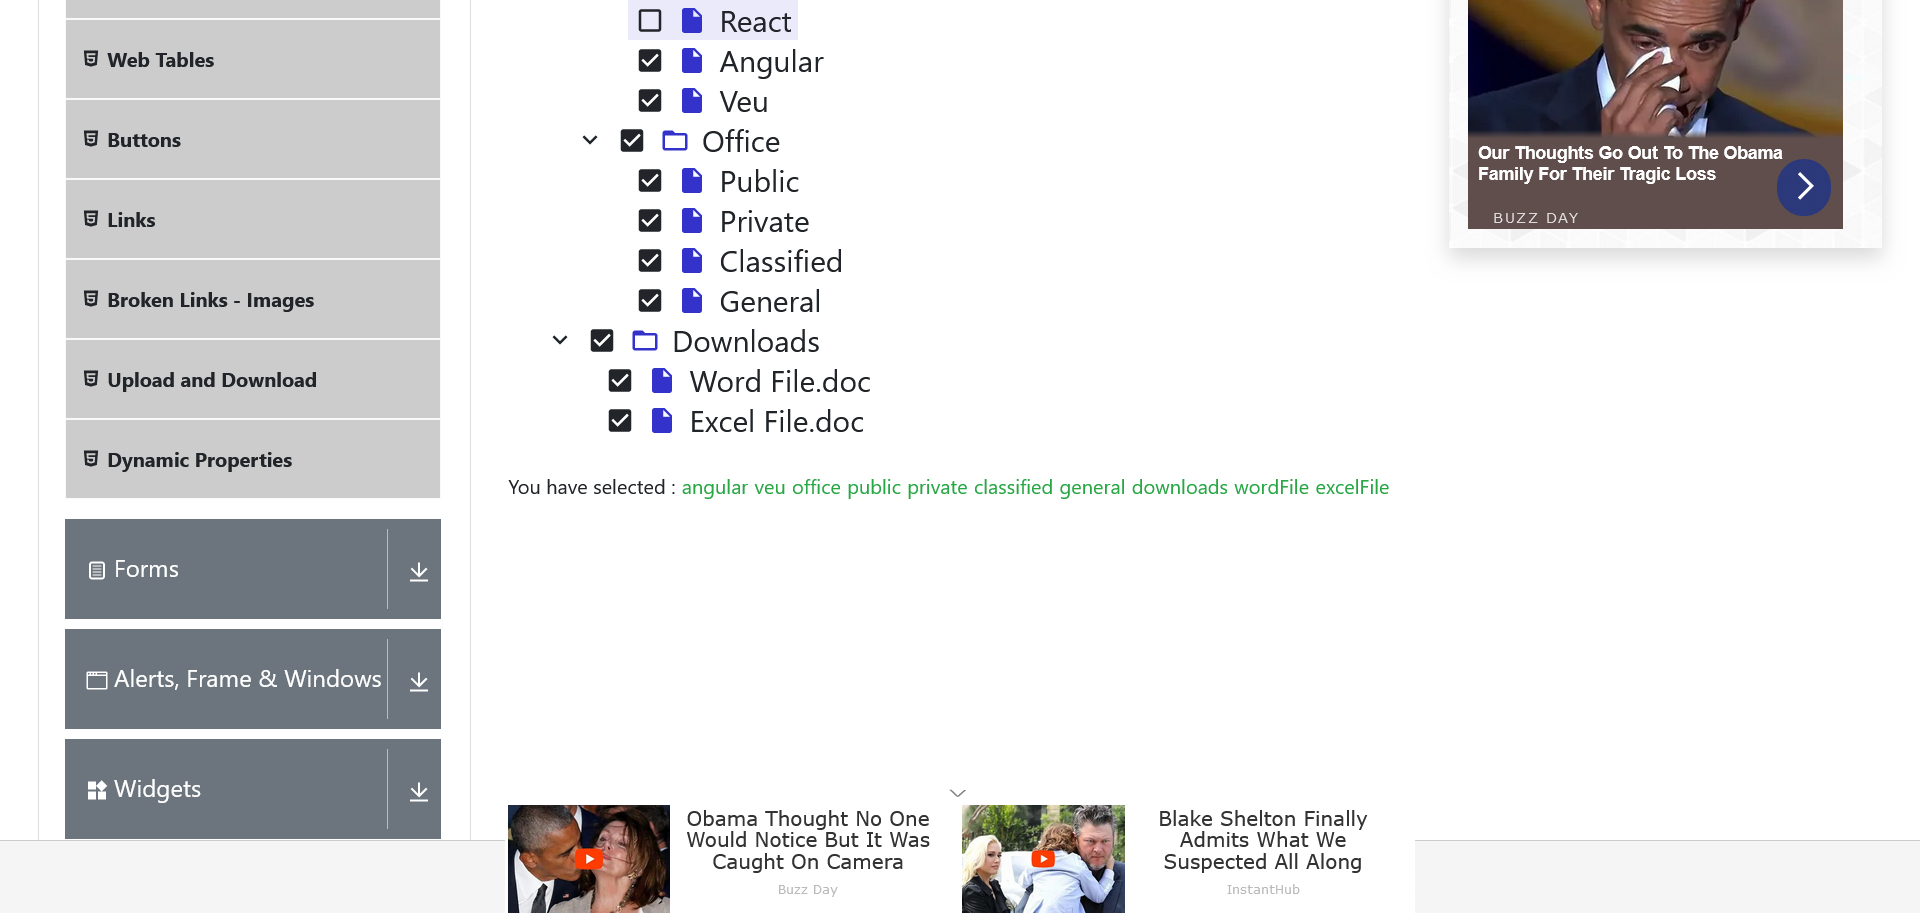 Web Tables
Buttons
Links
Broken Links - Images
Upload and Download
Dynamic Properties
Forms
Alerts, Frame & Windows
Widgets
React
Angular
Veu
Office
Public
Private
Classified
General
Downloads
Word File.doc
Excel File.doc
You have selected : angular veu office public private classified general downloads wordFile excelFile
Our Thoughts Go Out To The Obama
Family For Their Tragic Loss
BUZZ DAY
Obama Thought No One
Would Notice But It Was
Caught On Camera
Buzz Day
Blake Shelton Finally
Admits What We
Suspected All Along
InstantHub